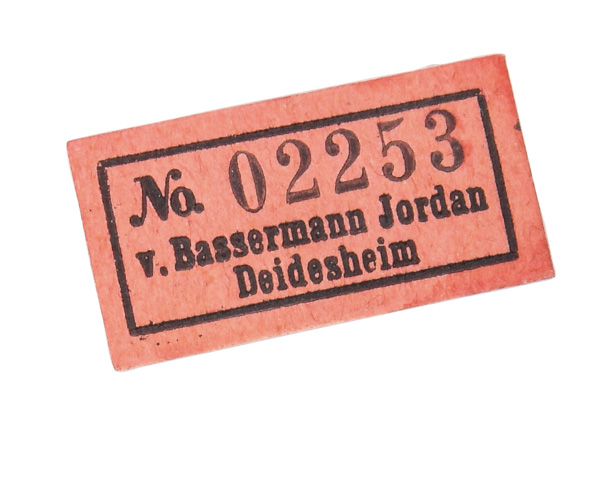 No. 02253
v. Bassermann Jordan
Deidesheim